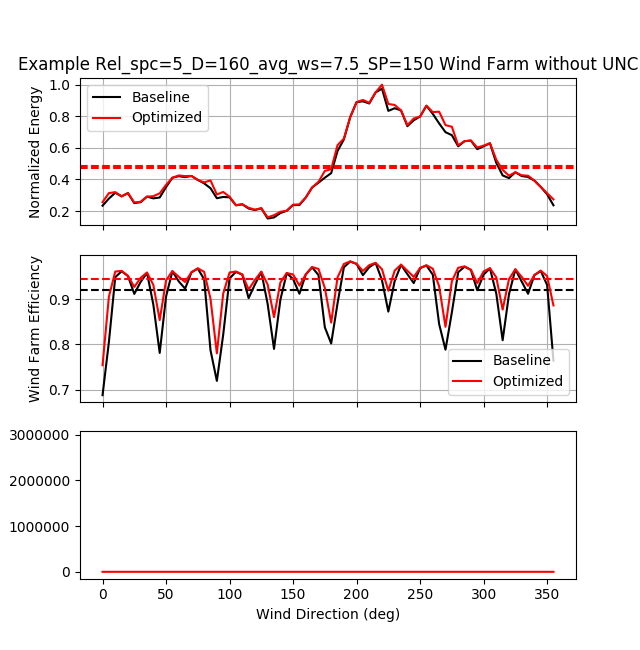 Example Rel_spc=5_D=160_avg_ws=7.5_SP=150 Wind Farm without UNC
Normalized Energy
1.0
0.8
0.6
0.4
0.2
Baseline
Optimized
Wind Farm Efficiency
0.9
0.8
0.7
Baseline
Optimized
3000000
2000000
1000000
0
0 50 100 150 200 250 300 350
Wind Direction (deg)